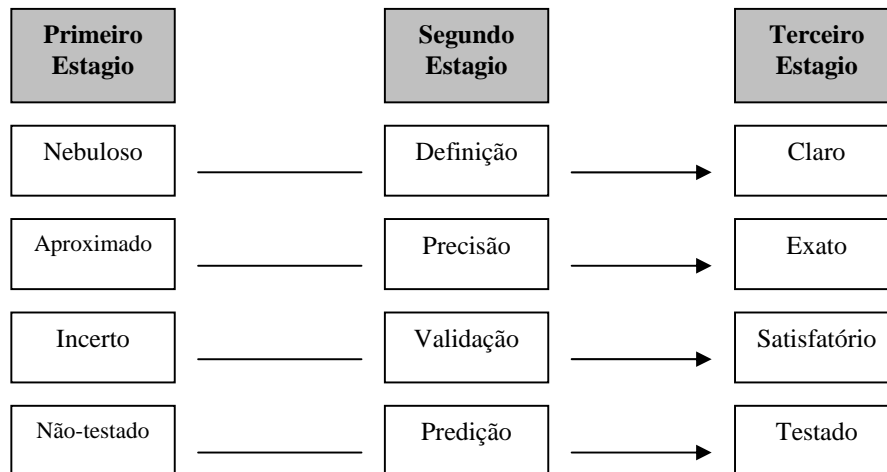 Primeiro
Estagio
Segundo
Estagio
Terceiro
Estagio
Nebuloso
Definição
Claro
Aproximado
Precisão
Exato
Incerto
Validação
Satisfatório
Não-testado
Predição
Testado